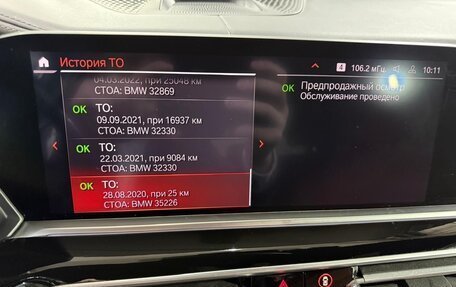 История ТО
4
106.2 мГц
10:11
04.03.2022, при 25048 км
СТОА: BMW 32869
OK ТО:
09.09.2021, при 16937 км
СТОА: BMW 32330
OK ТО:
22.03.2021, при 9084 км
СТОА: BMW 32330
OK ТО:
28.08.2020, при 25 км
СТОА: BMW 35226
OK Предпродажный осмотр
Обслуживание проведено